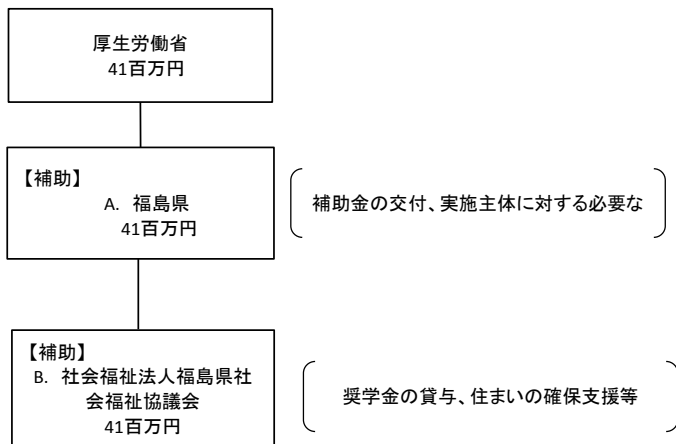 厚生労働省
41百万円
【補助】
A. 福島県
41百万円
補助金の交付、実施主体に対する必要な
【補助】
B. 社会福祉法人福島県社
会福祉協議会
41百万円
奨学金の貸与、住まいの確保支援等